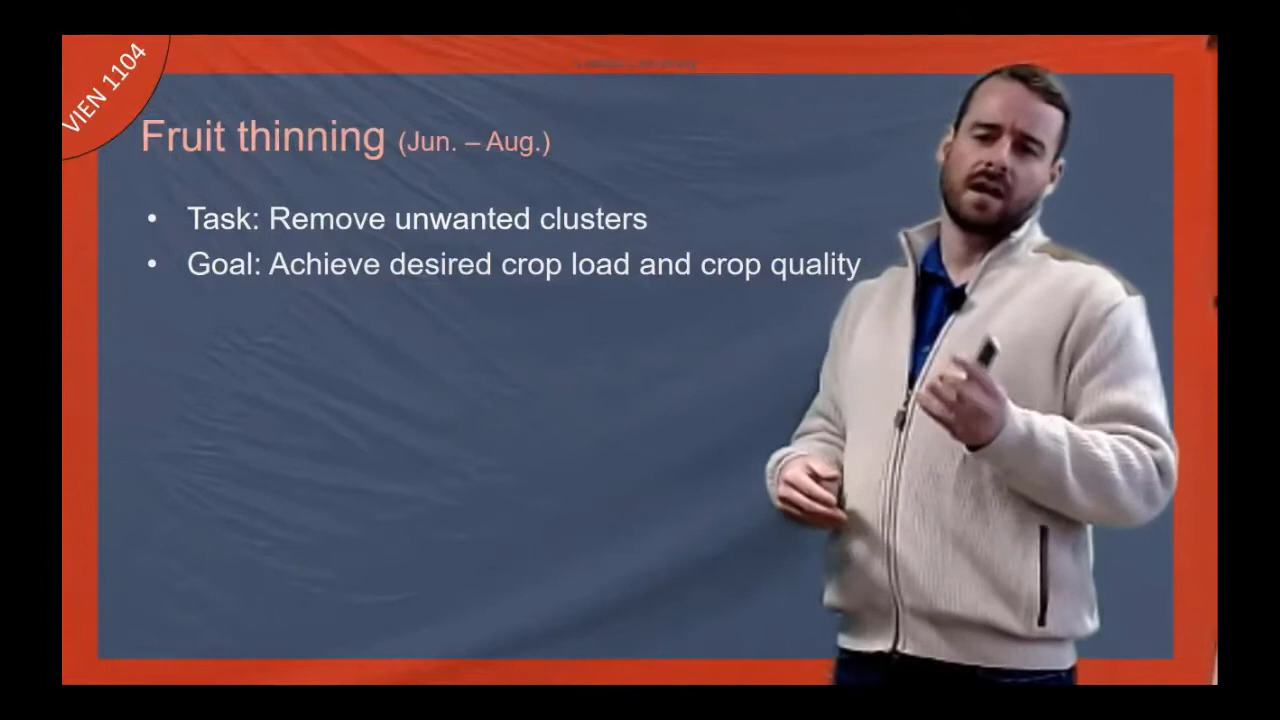 VIEN 1104
Fruit thinning (Jun. – Aug.)
• Task: Remove unwanted clusters
• Goal: Achieve desired crop load and crop quality